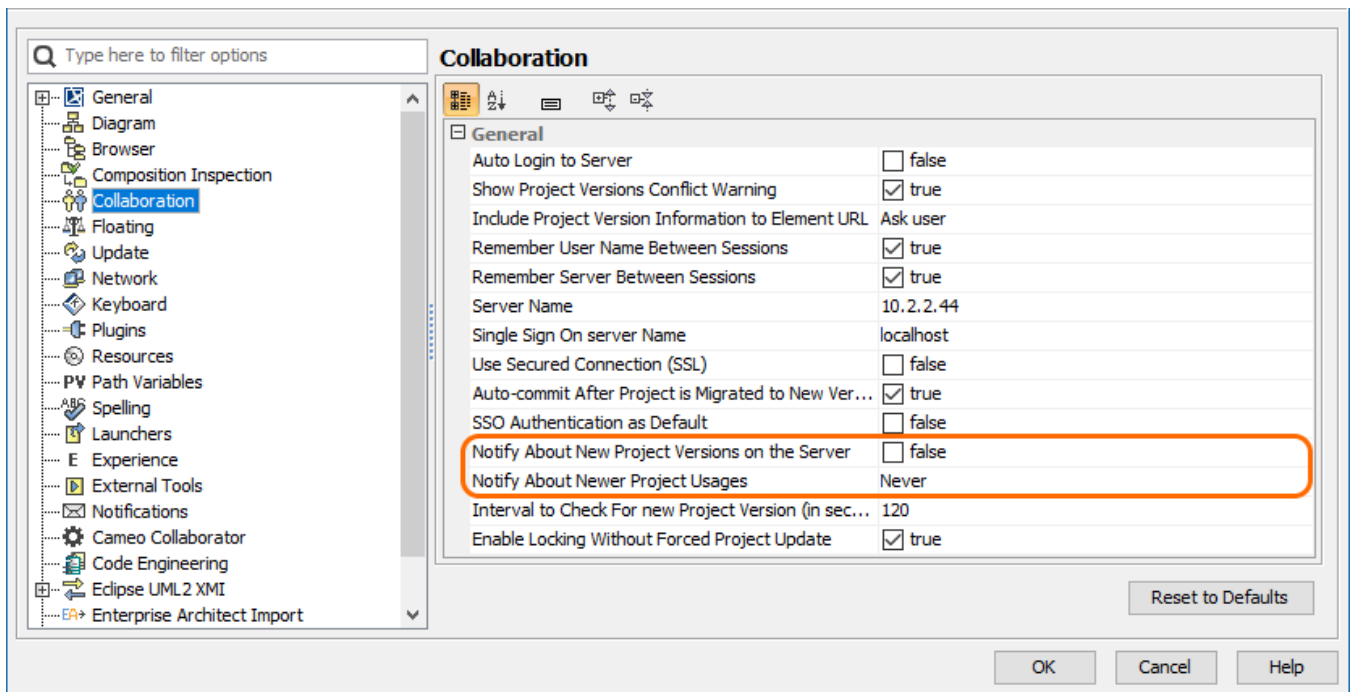 Type here to filter options
General
Diagram
Browser
Composition Inspection
Collaboration
Floating
Update
Network
Keyboard
Plugins
Resources
PV Path Variables
ABC Spelling
Launchers
E Experience
External Tools
Notifications
Cameo Collaborator
Code Engineering
Eclipse UML2 XMI
EA Enterprise Architect Import
Collaboration
General
Auto Login to Server false
Show Project Versions Conflict Warning true
Include Project Version Information to Element URL Ask user
Remember User Name Between Sessions true
Remember Server Between Sessions true
Server Name 10.2.2.44
Single Sign On server Name localhost
Use Secured Connection (SSL) false
Auto-commit After Project is Migrated to New Ver... true
SSO Authentication as Default false
Notify About New Project Versions on the Server false
Notify About Newer Project Usages Never
Interval to Check For new Project Version (in sec... 120
Enable Locking Without Forced Project Update true
Reset to Defaults
OK Cancel Help